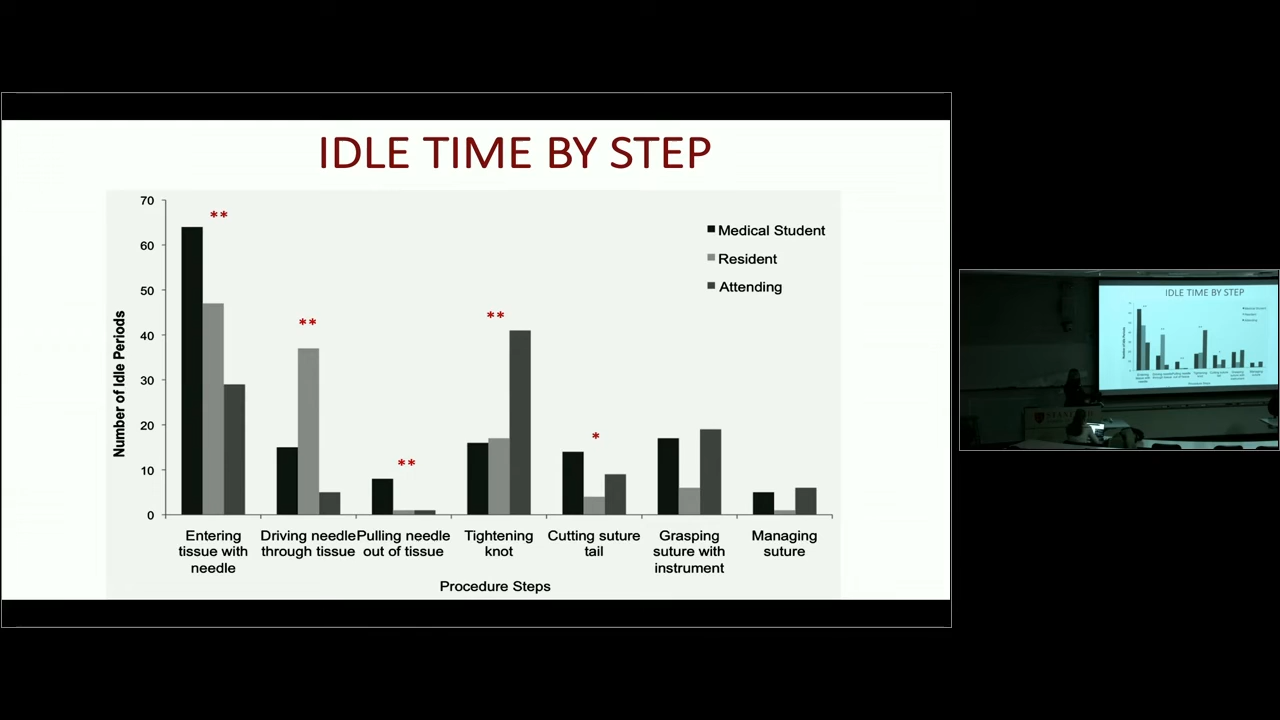 IDLE TIME BY STEP
**
**
**
**
*
70
60
50
40
30
20
10
0
Number of Idle Periods
Medical Student
Resident
Attending
Entering tissue with needle
Driving needle through tissue
Pulling needle out of tissue
Tightening knot
Cutting suture tail
Grasping suture with instrument
Managing suture
Procedure Steps
IDLE TIME BY STEP